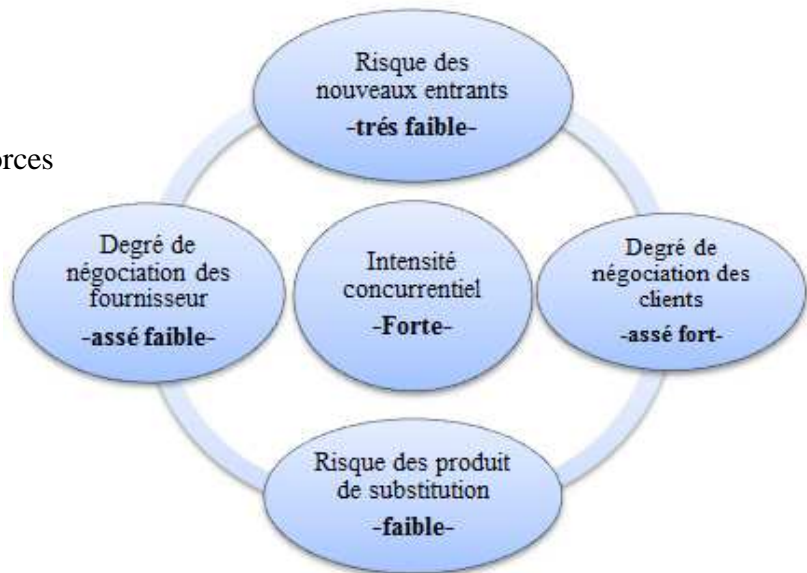 Risque des
nouveaux entrants
-trés faible-
orces
Degré de
négociation des
fournisseur
-assé faible-
Intensité
concurrentiel
-Forte-
Degré de
négociation des
clients
-assé fort-
Risque des produit
de substitution
-faible-